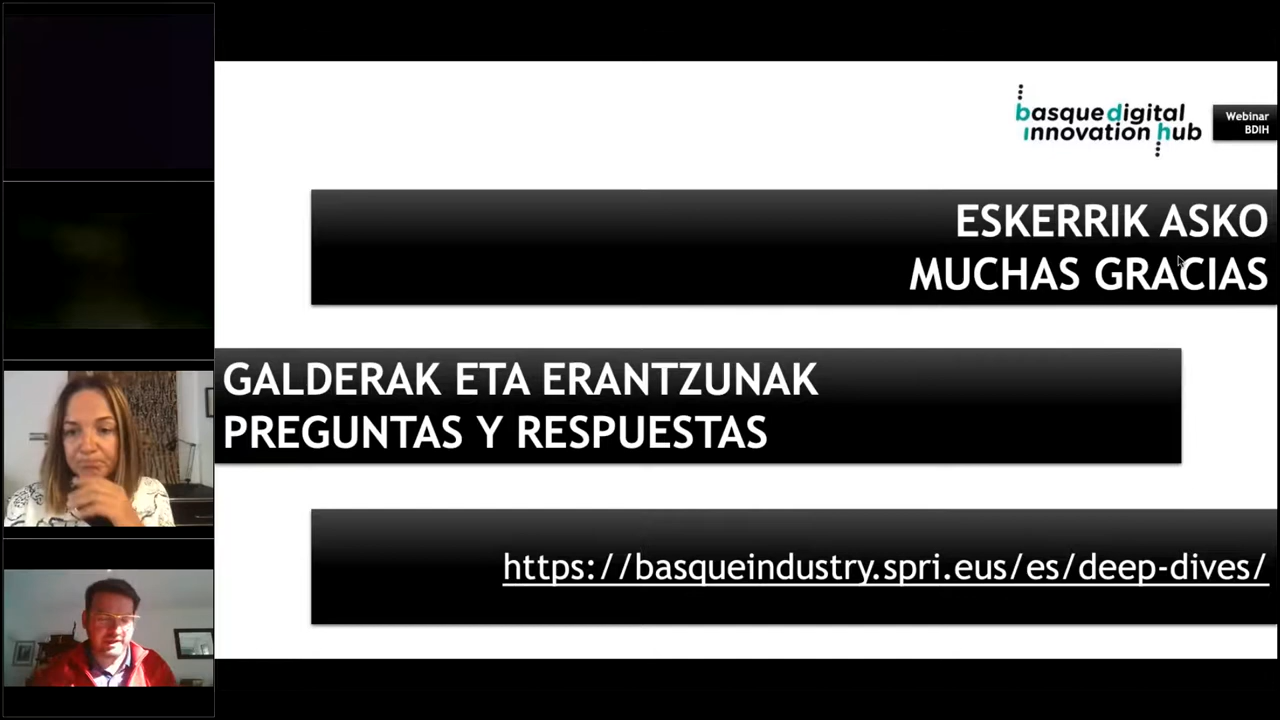 basque digital
innovation hub
Webinar
BDIH
ESKERRIK ASKO
MUCHAS GRACIAS
GALDERAK ETA ERANTZUNAK
PREGUNTAS Y RESPUESTAS
https://basqueindustry.spri.eus/es/deep-dives/